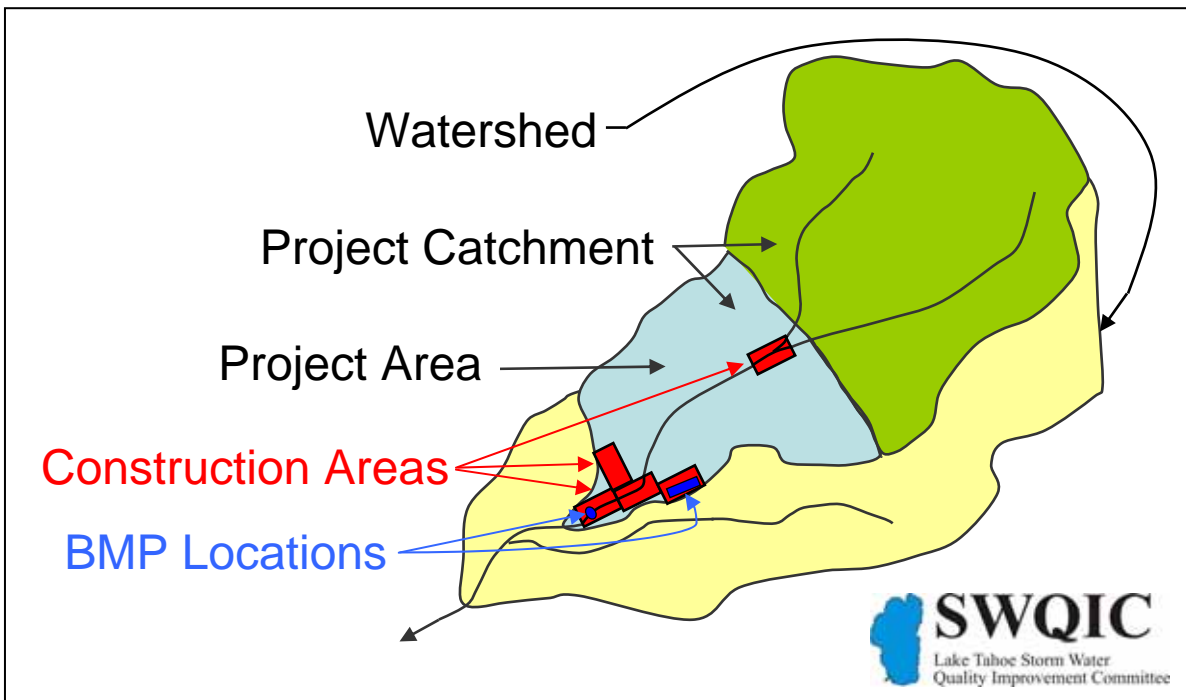 Watershed
Project Catchment
Project Area
Construction Areas
BMP Locations
SWQIC
Lake Tahoe Storm Water
Quality Improvement Committee